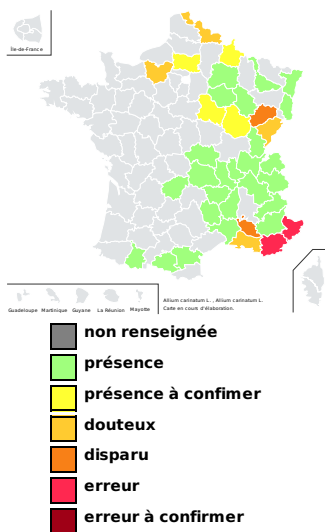 Île-de-France
Guadeloupe Martinique Guyane La Réunion Mayotte
Allium carinatum L. , Allium carinatum L.
Carte en cours d'élaboration.
non renseignée
présence
présence à confimer
douteux
disparu
erreur
erreur à confirmer